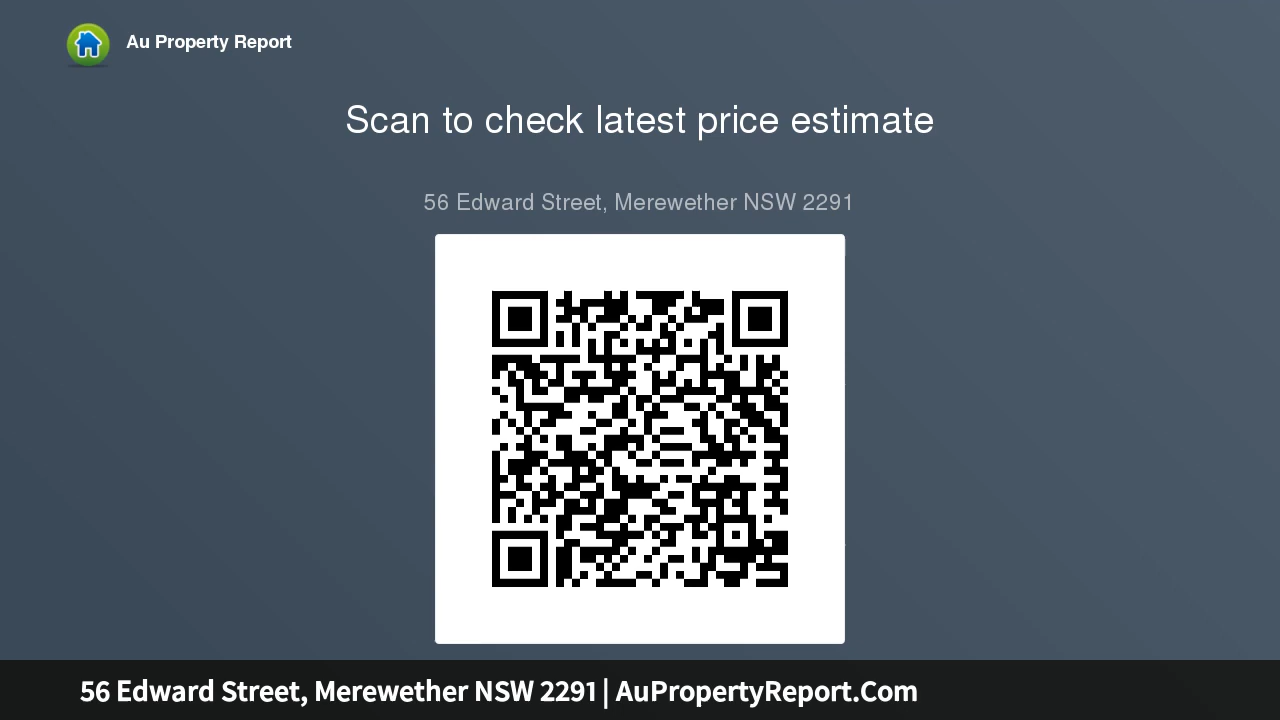 Au Property Report
Scan to check latest price estimate
56 Edward Street, Merewether NSW 2291
56 Edward Street, Merewether NSW 2291 | AuPropertyReport.Com